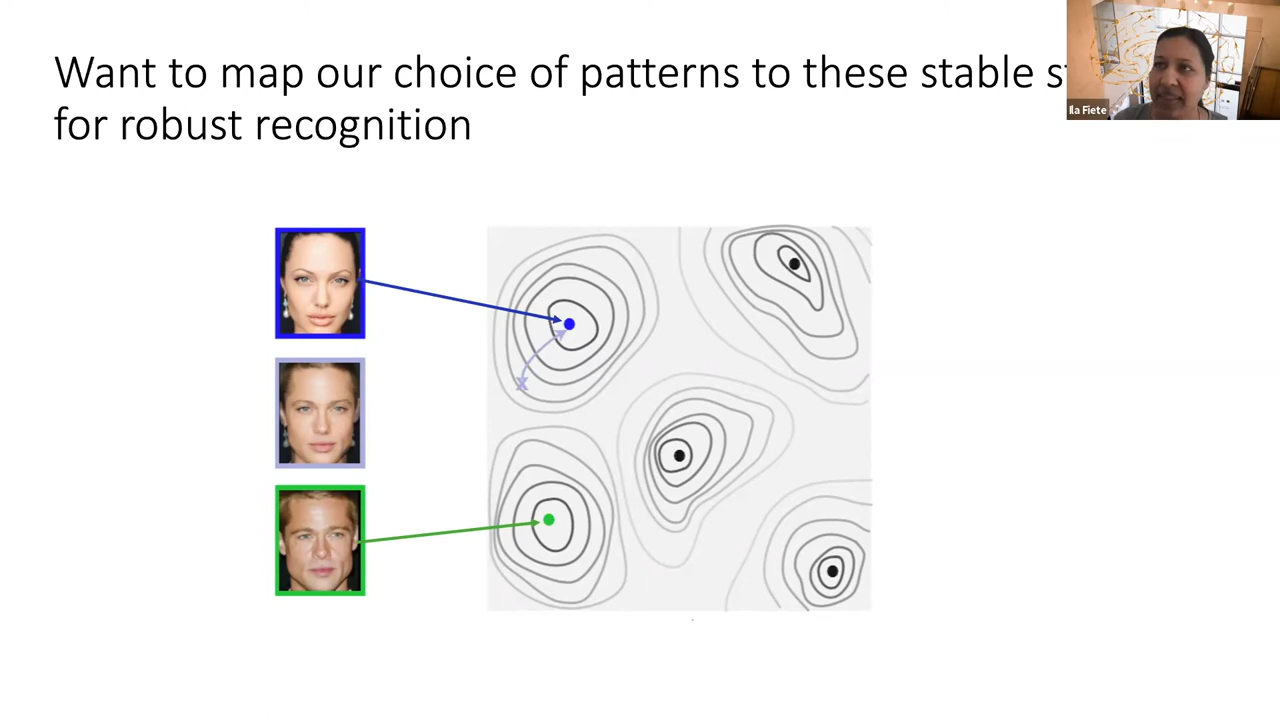 Want to map our choice of patterns to these stable
for robust recognition
Ila Fiete